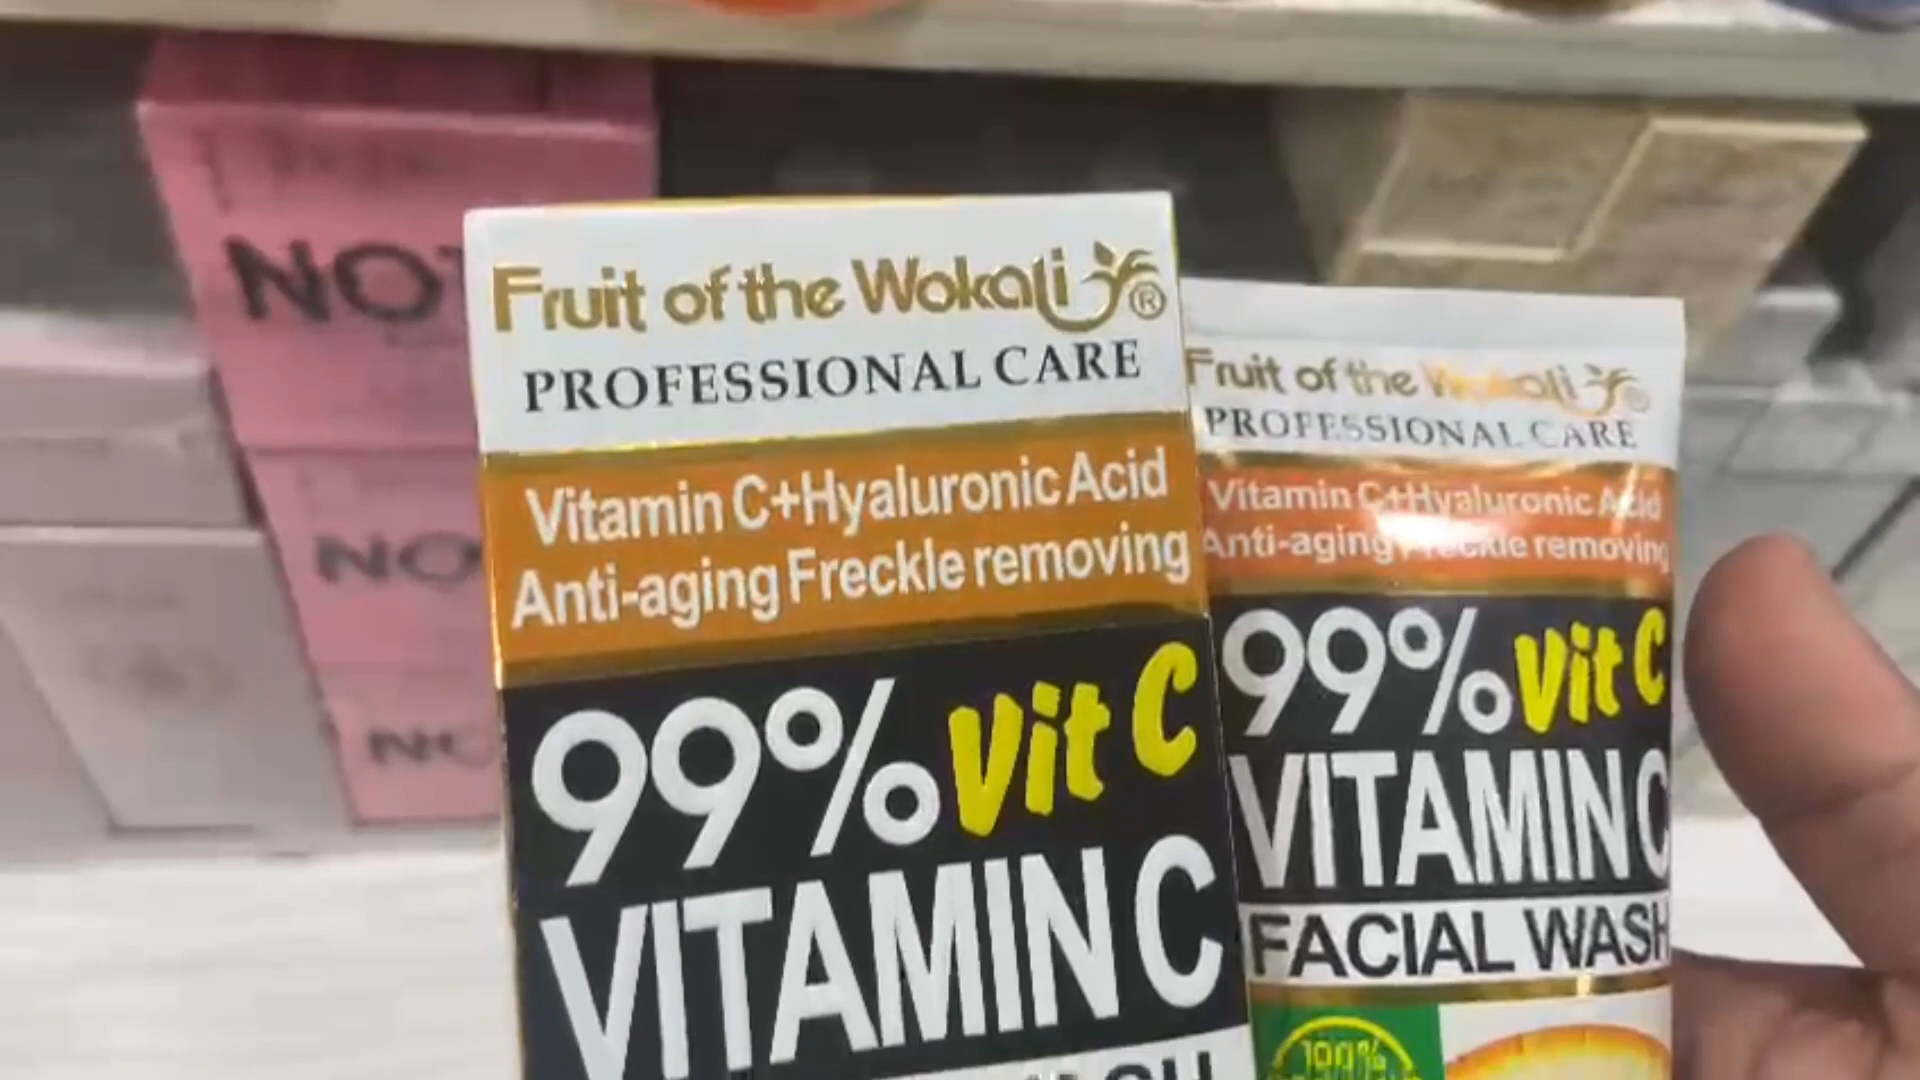 Fruit of the Wokali ®
PROFESSIONAL CARE
Vitamin C+Hyaluronic Acid
Anti-aging Freckle removing
99% Vit C
VITAMIN C
Fruit of the Wokali ®
PROFESSIONAL CARE
Vitamin C+Hyaluronic Acid
Anti-aging Freckle removing
99% Vit C
VITAMIN C
FACIAL WASH
NO
NO